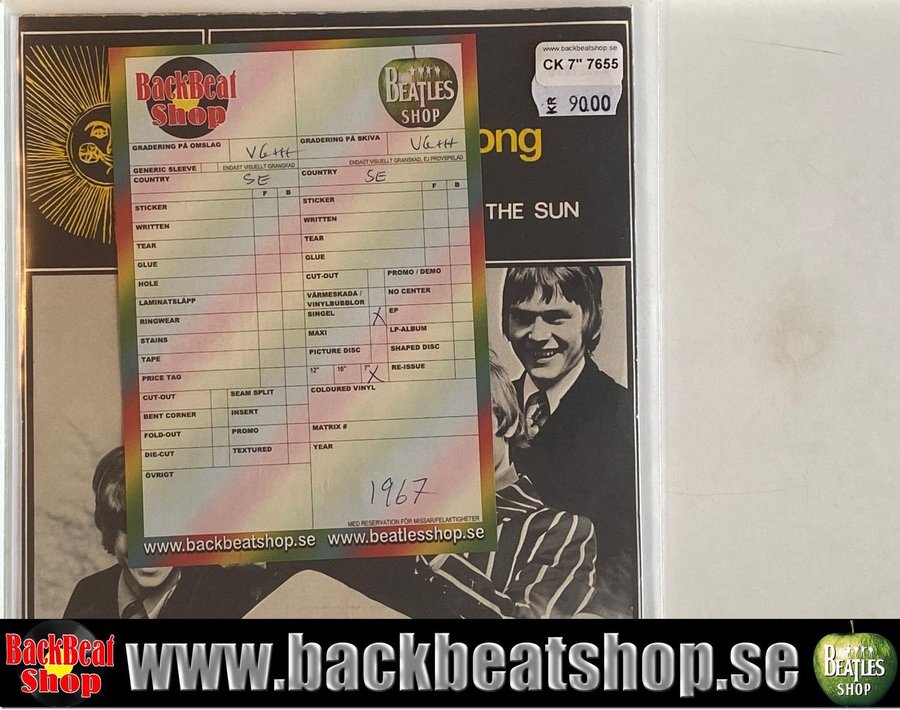 www.backbeatshop.se
CK 7" 7655
KR 90.00
ong
THE SUN
BackBeat
Shop
BEATLES
SHOP
GRADERING PÅ OMSLAG VG++
GRADERING PÅ SKIVA VG++
GENERIC SLEEVE
ENDAST VISUELLT GRANSKAD
ENDAST VISUELLT GRANSKAD, EJ PROVSPELAD
COUNTRY SE
COUNTRY SE
F B
F B
STICKER
WRITTEN
TEAR
GLUE
HOLE
LAMINATSLÄPP
RINGWEAR
STAINS
TAPE
PRICE TAG
CUT-OUT
SEAM SPLIT
BENT CORNER
INSERT
FOLD-OUT
PROMO
DIE-CUT
TEXTURED
ÖVRIGT
STICKER
WRITTEN
TEAR
GLUE
CUT-OUT
PROMO / DEMO
VÄRMESKADA /
VINYLBUBBLOR
NO CENTER
SINGEL X
EP
MAXI
LP-ALBUM
PICTURE DISC
SHAPED DISC
12" 10" 7" X
RE-ISSUE
COLOURED VINYL
MATRIX #
YEAR
1967
MED RESERVATION FÖR MISSAR/FELAKTIGHETER
www.backbeatshop.se www.beatlesshop.se
BackBeat
Shop
www.backbeatshop.se
BEATLES
SHOP